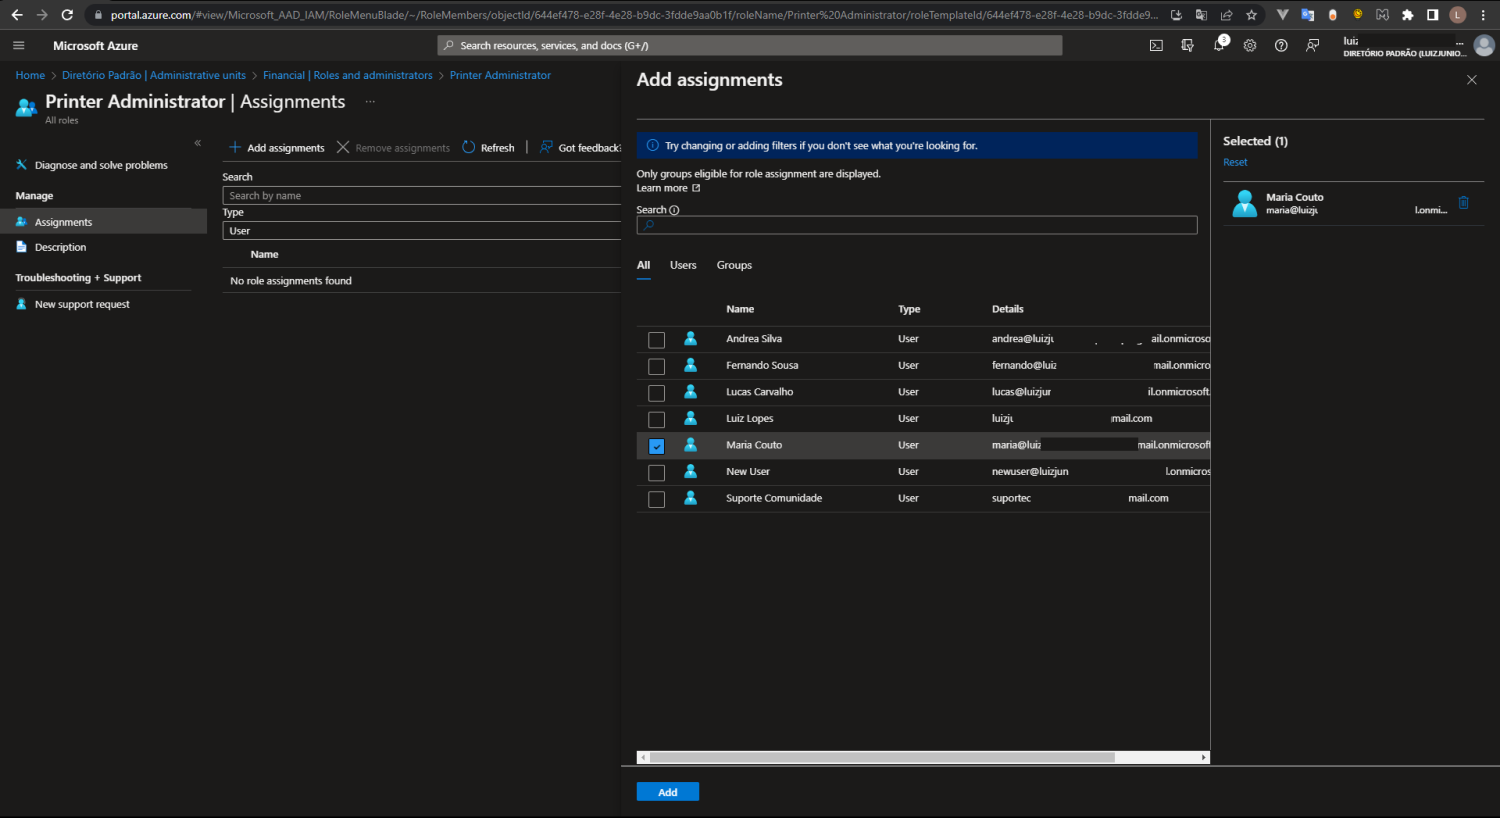 portal.azure.com/#view/Microsoft_AAD_IAM/RoleMenuBlade/~/RoleMembers/objectId/644ef478-e28f-4e28-b9dc-3fdde9aa0b1f/roleName/Printer%20Administrator/roleTemplateId/644ef478-e28f-4e28-b9dc-3fdde9...
L
Microsoft Azure
Search resources, services, and docs (G+/)
3
luiz ...
DIRETÓRIO PADRÃO (LUIZJUNIO...
Home > Diretório Padrão | Administrative units > Financial | Roles and administrators > Printer Administrator
Printer Administrator | Assignments ...
All roles
«
Diagnose and solve problems
Manage
Assignments
Description
Troubleshooting + Support
New support request
Add assignments
Remove assignments
Refresh
Got feedback?
Search
Search by name
Type
User
Name
No role assignments found
Add assignments
Try changing or adding filters if you don't see what you're looking for.
Only groups eligible for role assignment are displayed.
Learn more
Search
All Users Groups
Name Type Details
Andrea Silva User andrea@luizju ail.onmicroso
Fernando Sousa User fernando@luiz mail.onmicro
Lucas Carvalho User lucas@luizjur il.onmicrosoft.
Luiz Lopes User luizju mail.com
Maria Couto User maria@luiz mail.onmicrosoft
New User User newuser@luizjun l.onmicros
Suporte Comunidade User suportec mail.com
Add
Selected (1)
Reset
Maria Couto
maria@luizju l.onmi...